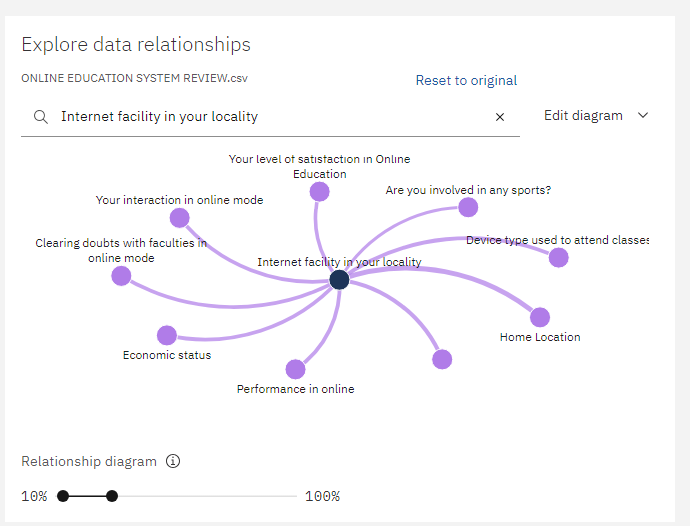 Explore data relationships
ONLINE EDUCATION SYSTEM REVIEW.csv
Reset to original
Internet facility in your locality
Edit diagram
Your level of satisfaction in Online
Education
Are you involved in any sports?
Your interaction in online mode
Clearing doubts with faculties in
online mode
Device type used to attend classes
Internet facility in your locality
Home Location
Economic status
Performance in online
Relationship diagram
10%
100%